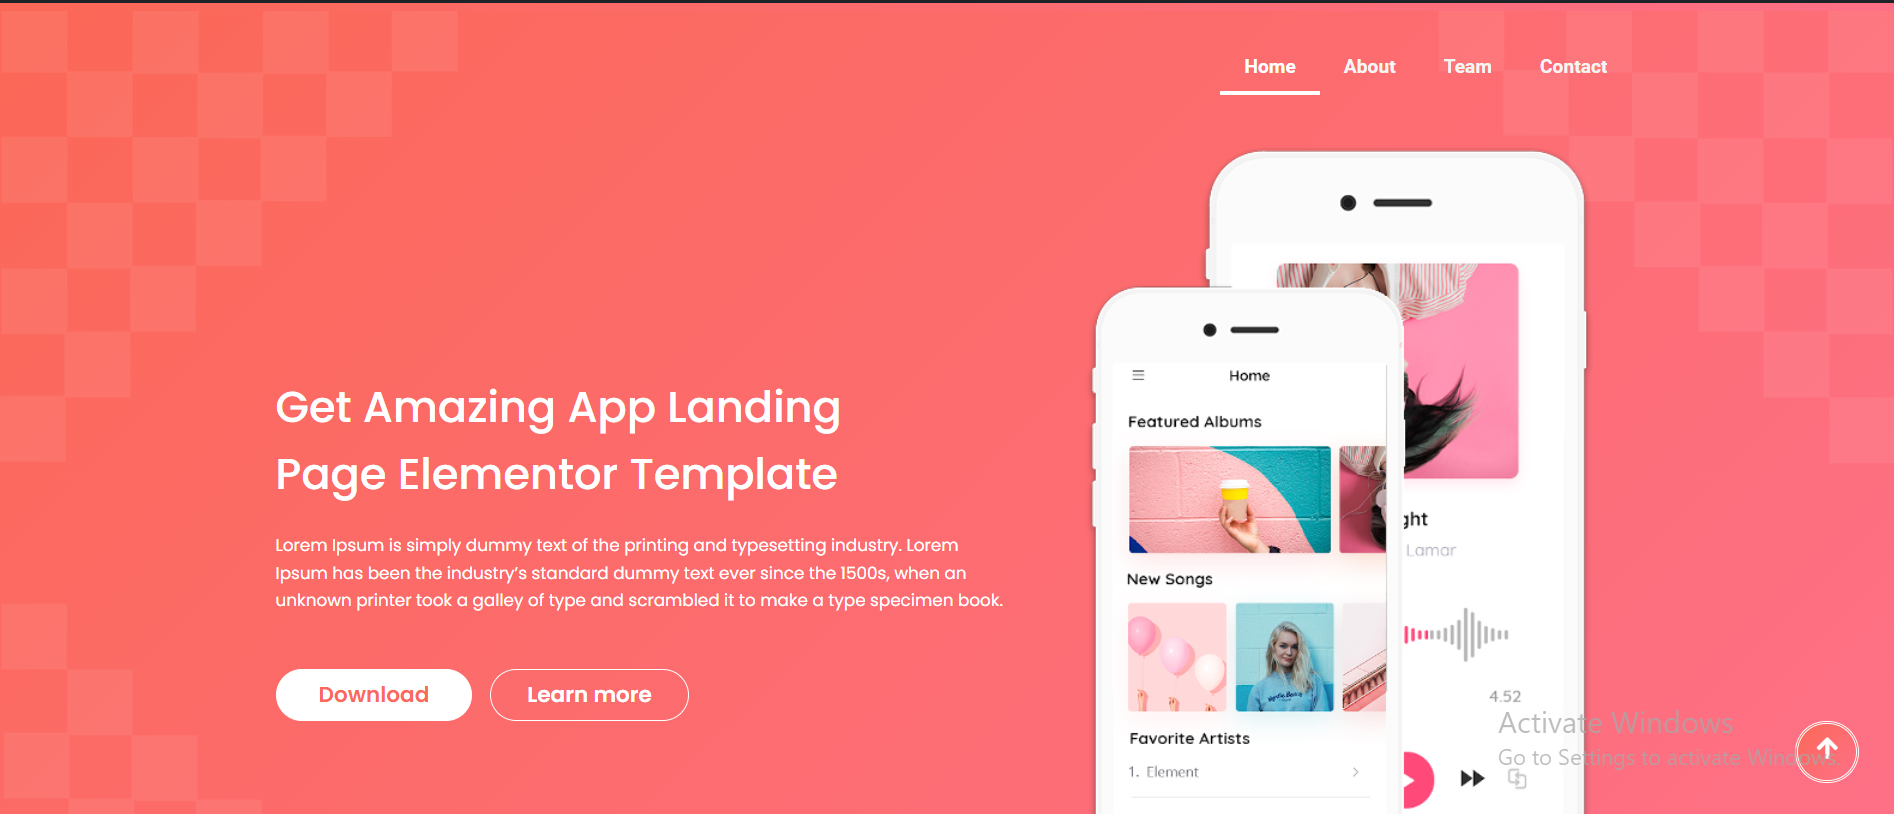 Home About Team Contact
Get Amazing App Landing
Page Elementor Template
Lorem Ipsum is simply dummy text of the printing and typesetting industry. Lorem
Ipsum has been the industry’s standard dummy text ever since the 1500s, when an
unknown printer took a galley of type and scrambled it to make a type specimen book.
Download Learn more
Home
Featured Albums
New Songs
Favorite Artists
1. Element
ght
Lamar
4.52
Activate Windows
Go to Settings to activate Windows.